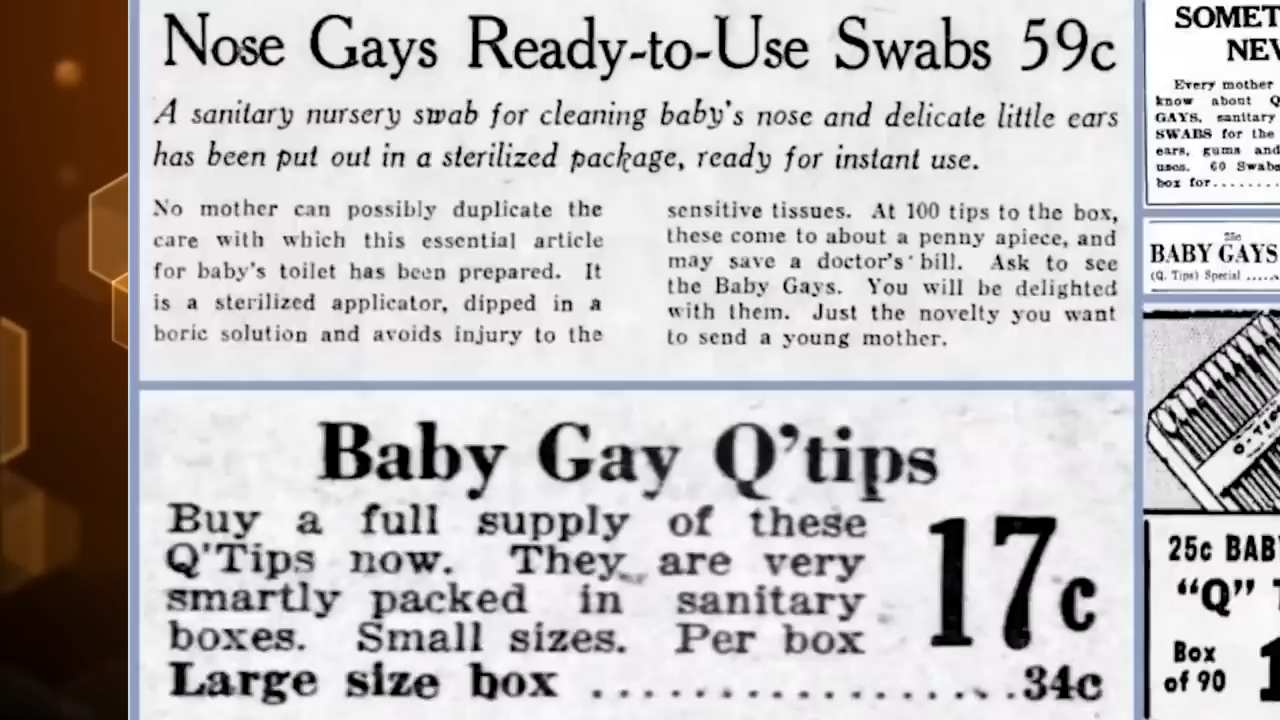 Nose Gays Ready-to-Use Swabs 59c
A sanitary nursery swab for cleaning baby's nose and delicate little ears
has been put out in a sterilized package, ready for instant use.
No mother can possibly duplicate the
care with which this essential article
for baby's toilet has been prepared. It
is a sterilized applicator, dipped in a
boric solution and avoids injury to the
sensitive tissues. At 100 tips to the box,
these come to about a penny apiece, and
may save a doctor's bill. Ask to see
the Baby Gays. You will be delighted
with them. Just the novelty you want
to send a young mother.
Baby Gay Q'tips
Buy a full supply of these
Q'Tips now. They are very
smartly packed in sanitary
boxes. Small sizes. Per box
17c
Large size box .................34c
SOMET
NEW
Every mother
know about Q
GAYS, sanitary
SWABS for the
ears, gums and
uses. 60 Swabs
box for........
25c
BABY GAYS
(Q. Tips) Special .....
Q-TIPS
25c BABY
"Q" T
Box
of 90
1